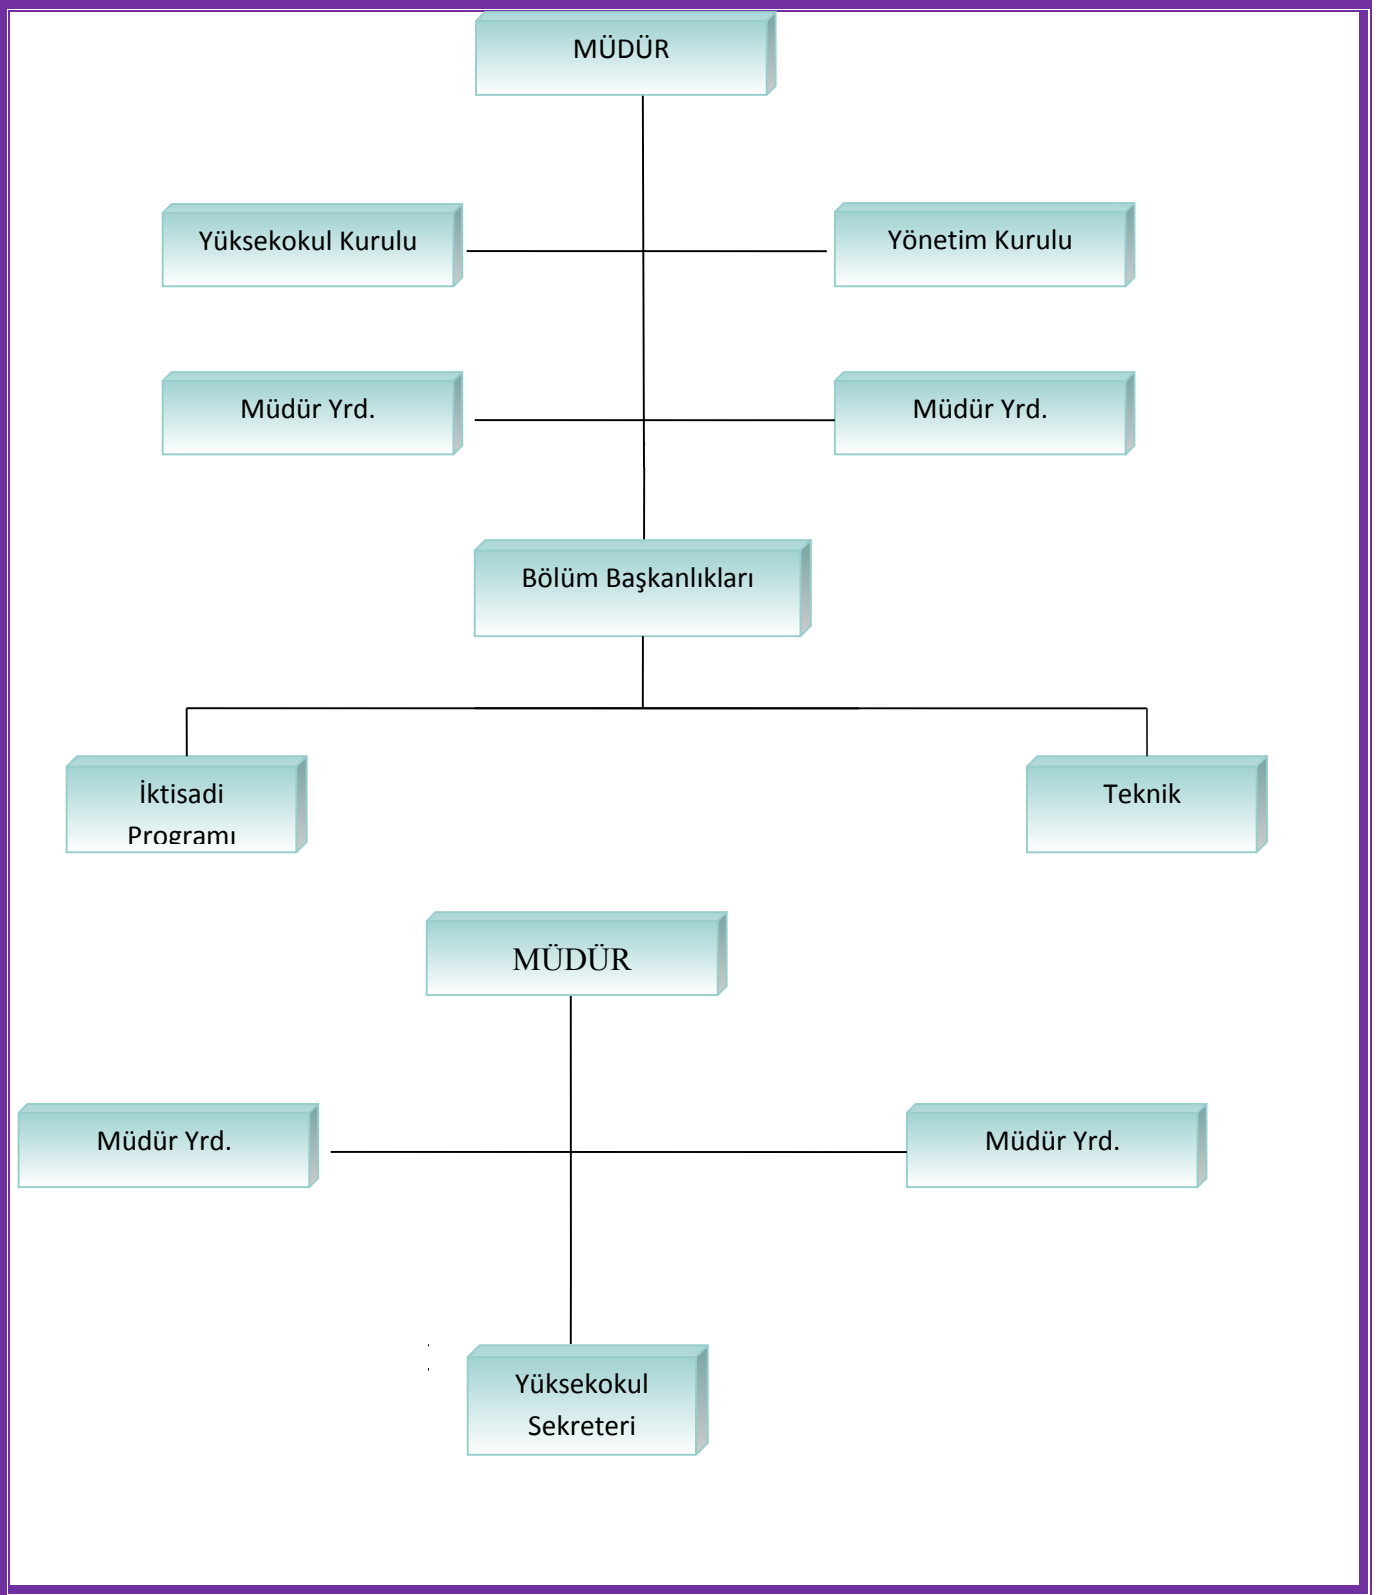 MÜDÜR
Yüksekokul Kurulu
Yönetim Kurulu
Müdür Yrd.
Müdür Yrd.
Bölüm Başkanlıkları
İktisadi
Programı
Teknik
MÜDÜR
Müdür Yrd.
Müdür Yrd.
Yüksekokul
Sekreteri